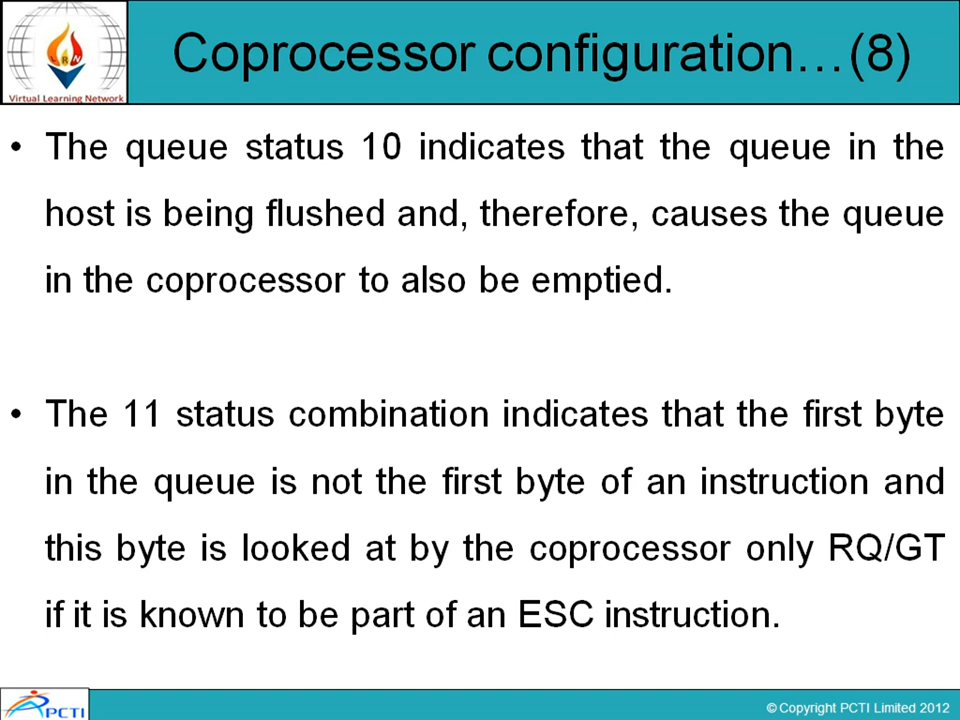 Coprocessor configuration…(8)
RN
Virtual Learning Network
• The queue status 10 indicates that the queue in the
host is being flushed and, therefore, causes the queue
in the coprocessor to also be emptied.
• The 11 status combination indicates that the first byte
in the queue is not the first byte of an instruction and
this byte is looked at by the coprocessor only RQ/GT
if it is known to be part of an ESC instruction.
PCTI
© Copyright PCTI Limited 2012